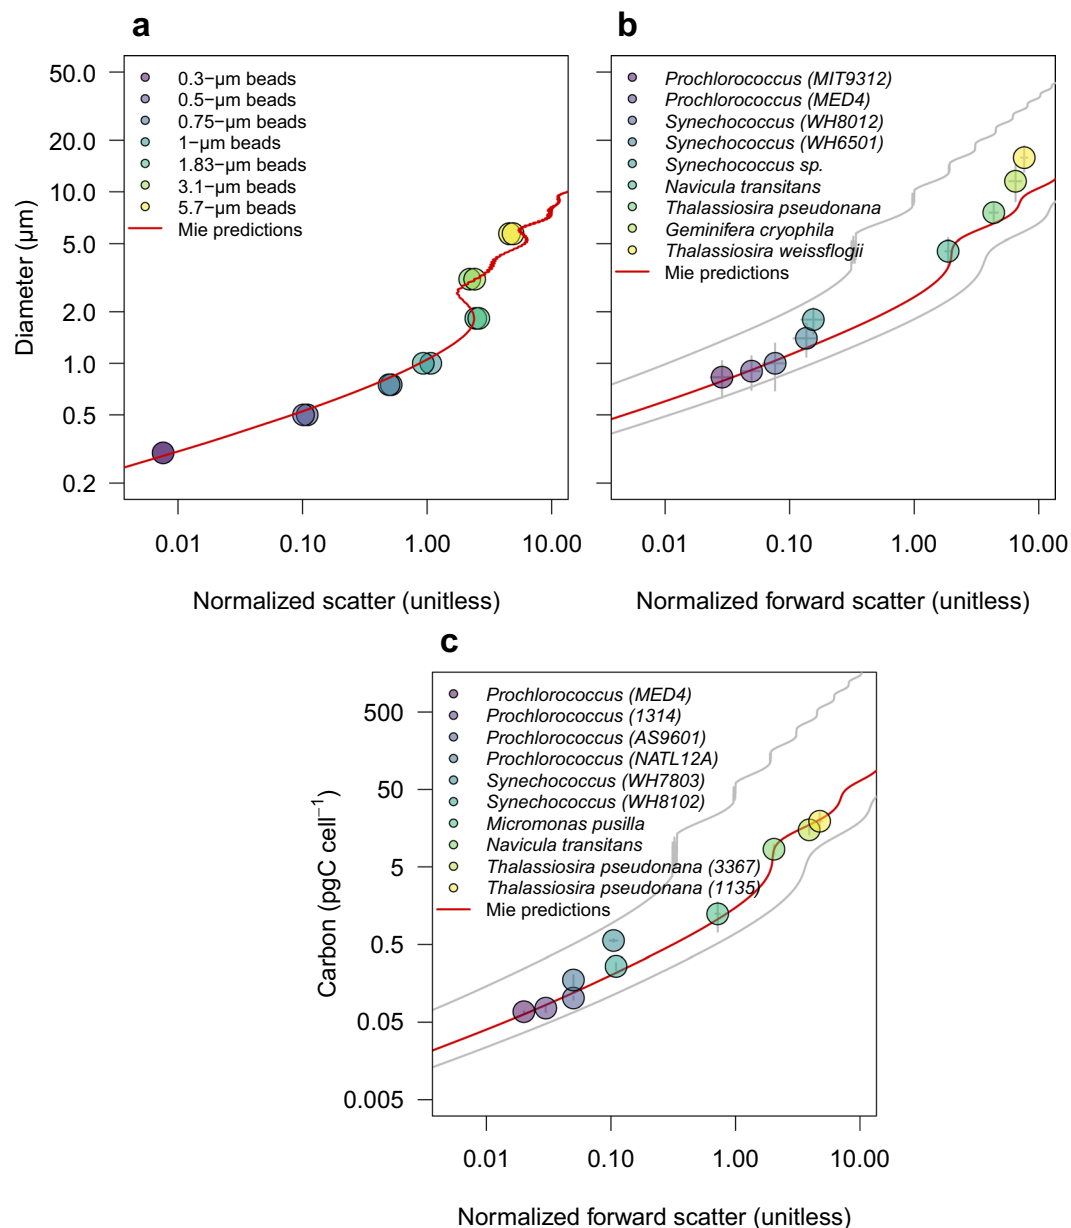 a
50.0
20.0
10.0
5.0
2.0
1.0
0.5
0.2
Diameter (μm)
0.3−μm beads
0.5−μm beads
0.75−μm beads
1−μm beads
1.83−μm beads
3.1−μm beads
5.7−μm beads
Mie predictions
0.01 0.10 1.00 10.00
Normalized scatter (unitless)
b
Prochlorococcus (MIT9312)
Prochlorococcus (MED4)
Synechococcus (WH8012)
Synechococcus (WH6501)
Synechococcus sp.
Navicula transitans
Thalassiosira pseudonana
Geminifera cryophila
Thalassiosira weissflogii
Mie predictions
0.01 0.10 1.00 10.00
Normalized forward scatter (unitless)
c
500
50
5
0.5
0.05
0.005
Carbon (pgC cell−1)
Prochlorococcus (MED4)
Prochlorococcus (1314)
Prochlorococcus (AS9601)
Prochlorococcus (NATL12A)
Synechococcus (WH7803)
Synechococcus (WH8102)
Micromonas pusilla
Navicula transitans
Thalassiosira pseudonana (3367)
Thalassiosira pseudonana (1135)
Mie predictions
0.01 0.10 1.00 10.00
Normalized forward scatter (unitless)